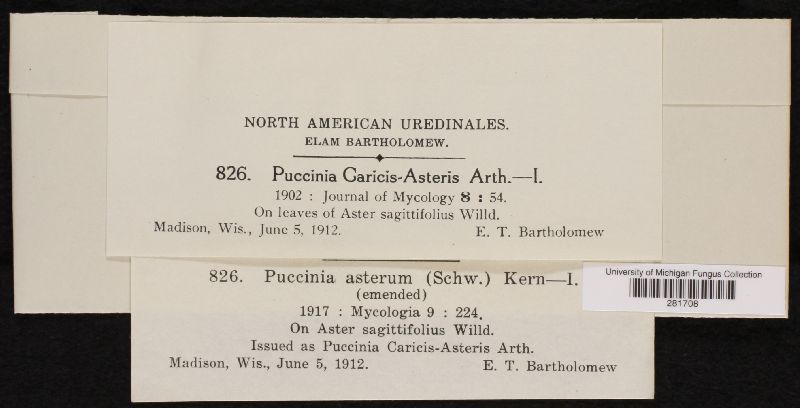 NORTH AMERICAN UREDINALES.
ELAM BARTHOLOMEW.
826. Puccinia Caricis-Asteris Arth.—I.
1902 : Journal of Mycology 8 : 54.
On leaves of Aster sagittifolius Willd.
Madison, Wis., June 5, 1912. E. T. Bartholomew
826. Puccinia asterum (Schw.) Kern—I.
(emended)
1917 : Mycologia 9 : 224.
On Aster sagittifolius Willd.
Issued as Puccinia Caricis-Asteris Arth.
Madison, Wis., June 5, 1912. E. T. Bartholomew
University of Michigan Fungus Collection
281708